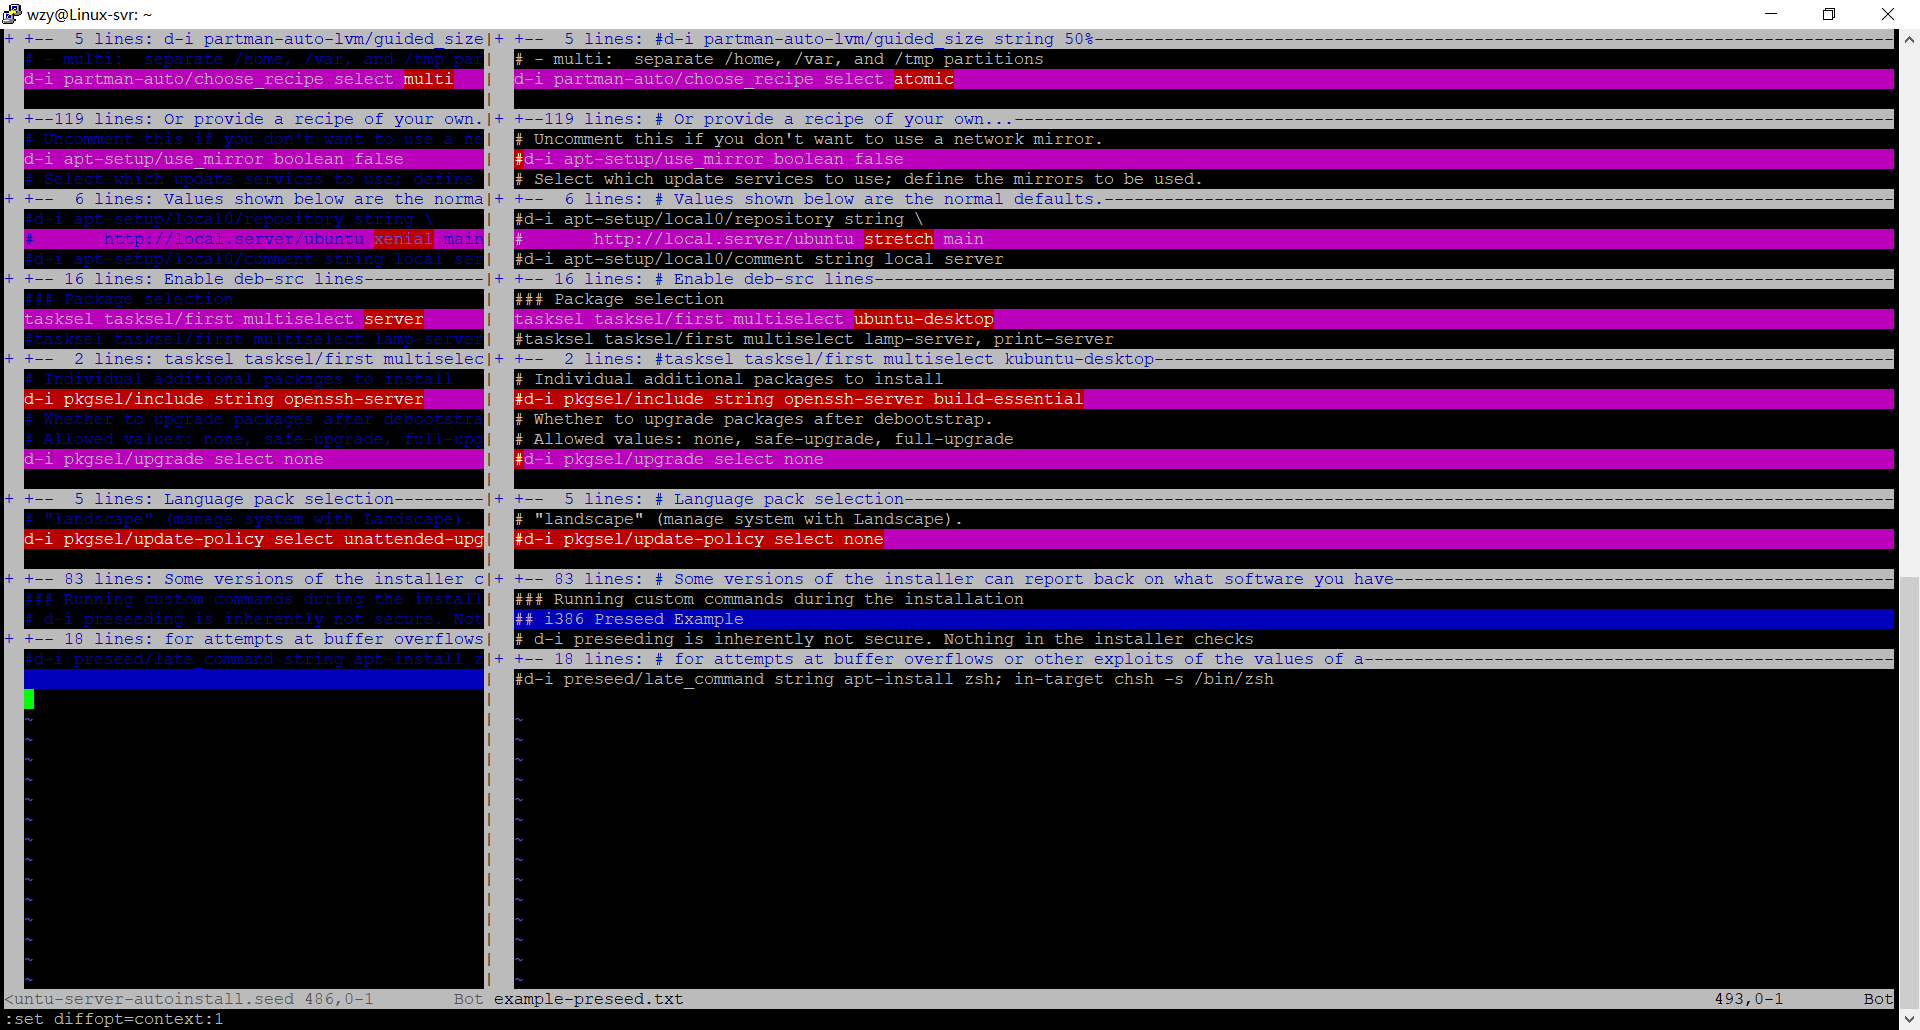 wzy@Linux-svr: ~
+ +--  5 lines: d-i partman-auto-lvm/guided_size|+ +--  5 lines: #d-i partman-auto-lvm/guided_size string 50%--------------------------------------------------------------------------------
# - multi:  separate /home, /var, and /tmp par| # - multi:  separate /home, /var, and /tmp partitions
d-i partman-auto/choose_recipe select multi | d-i partman-auto/choose_recipe select atomic
+ +--119 lines: Or provide a recipe of your own.|+ +--119 lines: # Or provide a recipe of your own...----------------------------------------------------------------------------------------
# Uncomment this if you don't want to use a ne| # Uncomment this if you don't want to use a network mirror.
d-i apt-setup/use_mirror boolean false | #d-i apt-setup/use_mirror boolean false
# Select which update services to use; define | # Select which update services to use; define the mirrors to be used.
+ +--  6 lines: Values shown below are the norma|+ +--  6 lines: # Values shown below are the normal defaults.-------------------------------------------------------------------------------
#d-i apt-setup/local0/repository string \ | #d-i apt-setup/local0/repository string \
#       http://local.server/ubuntu xenial main| #       http://local.server/ubuntu stretch main
#d-i apt-setup/local0/comment string local ser| #d-i apt-setup/local0/comment string local server
+ +-- 16 lines: Enable deb-src lines------------|+ +-- 16 lines: # Enable deb-src lines------------------------------------------------------------------------------------------------------
### Package selection | ### Package selection
tasksel tasksel/first multiselect server | tasksel tasksel/first multiselect ubuntu-desktop
#tasksel tasksel/first multiselect lamp-server| #tasksel tasksel/first multiselect lamp-server, print-server
+ +--  2 lines: tasksel tasksel/first multiselec|+ +--  2 lines: #tasksel tasksel/first multiselect kubuntu-desktop--------------------------------------------------------------------------
# Individual additional packages to install | # Individual additional packages to install
d-i pkgsel/include string openssh-server | #d-i pkgsel/include string openssh-server build-essential
# Whether to upgrade packages after debootstra| # Whether to upgrade packages after debootstrap.
# Allowed values: none, safe-upgrade, full-upg| # Allowed values: none, safe-upgrade, full-upgrade
d-i pkgsel/upgrade select none | #d-i pkgsel/upgrade select none
+ +--  5 lines: Language pack selection---------|+ +--  5 lines: # Language pack selection---------------------------------------------------------------------------------------------------
# "landscape" (manage system with Landscape). | # "landscape" (manage system with Landscape).
d-i pkgsel/update-policy select unattended-upg| #d-i pkgsel/update-policy select none
+ +-- 83 lines: Some versions of the installer c|+ +-- 83 lines: # Some versions of the installer can report back on what software you have--------------------------------------------------
### Running custom commands during the install| ### Running custom commands during the installation
## i386 Preseed Example
# d-i preseeding is inherently not secure. Not| # d-i preseeding is inherently not secure. Nothing in the installer checks
+ +-- 18 lines: for attempts at buffer overflows|+ +-- 18 lines: # for attempts at buffer overflows or other exploits of the values of a-----------------------------------------------------
#d-i preseed/late_command string apt-install z| #d-i preseed/late_command string apt-install zsh; in-target chsh -s /bin/zsh
~ | ~
~ | ~
~ | ~
~ | ~
~ | ~
~ | ~
~ | ~
~ | ~
~ | ~
~ | ~
~ | ~
~ | ~
~ | ~
~ | ~
<untu-server-autoinstall.seed 486,0-1        Bot example-preseed.txt 493,0-1        Bot
:set diffopt=context:1